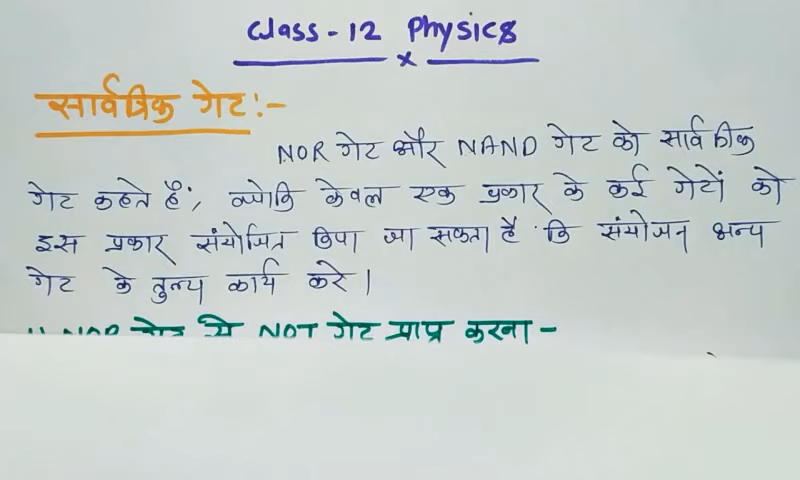 Class-12 Physics
x
सार्वत्रिक गेट:-
NOR गेट और NAND गेट को सार्वत्रिक
गेट कहते हैं, क्योकि केवल एक प्रकार के कई गेटों को
इस प्रकार संयोजित किया जा सकता है कि संयोजन अन्य
गेट के तुल्य कार्य करे।
NOR गेट से NOT गेट प्राप्त करना -